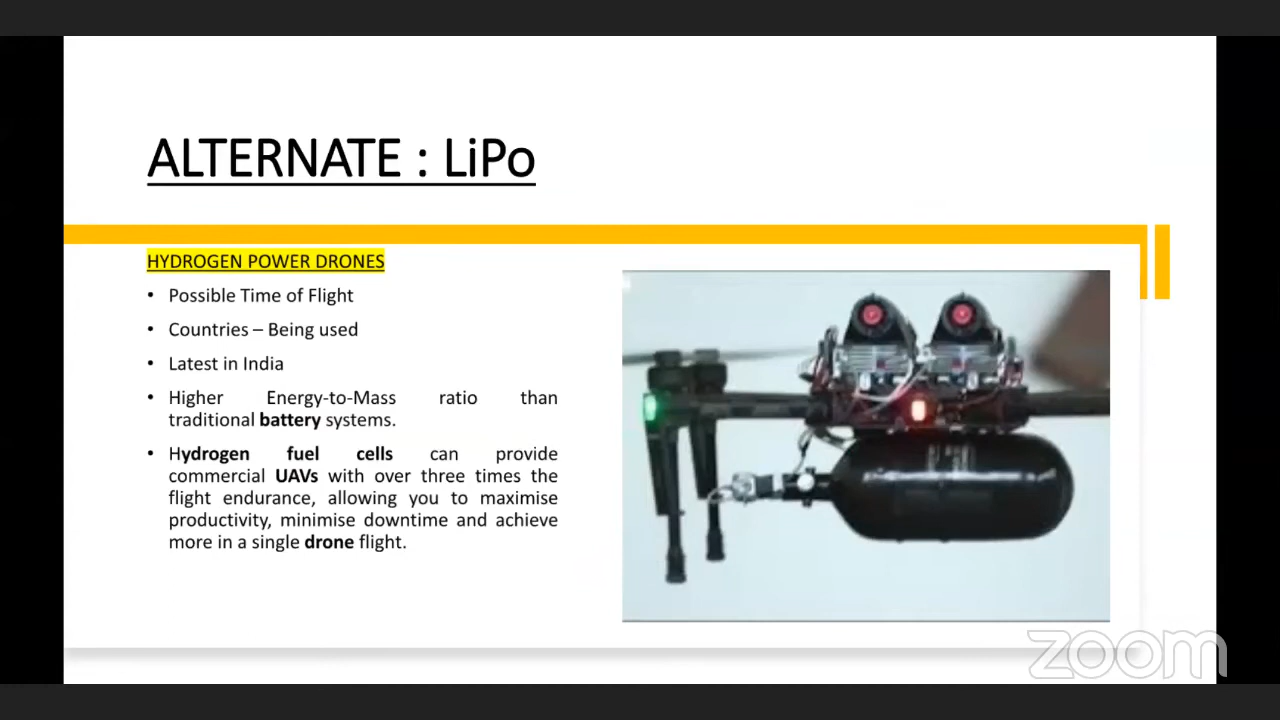 ALTERNATE : LiPo
HYDROGEN POWER DRONES
• Possible Time of Flight
• Countries – Being used
• Latest in India
• Higher Energy-to-Mass ratio than
traditional battery systems.
• Hydrogen fuel cells can provide
commercial UAVs with over three times the
flight endurance, allowing you to maximise
productivity, minimise downtime and achieve
more in a single drone flight.
zoom